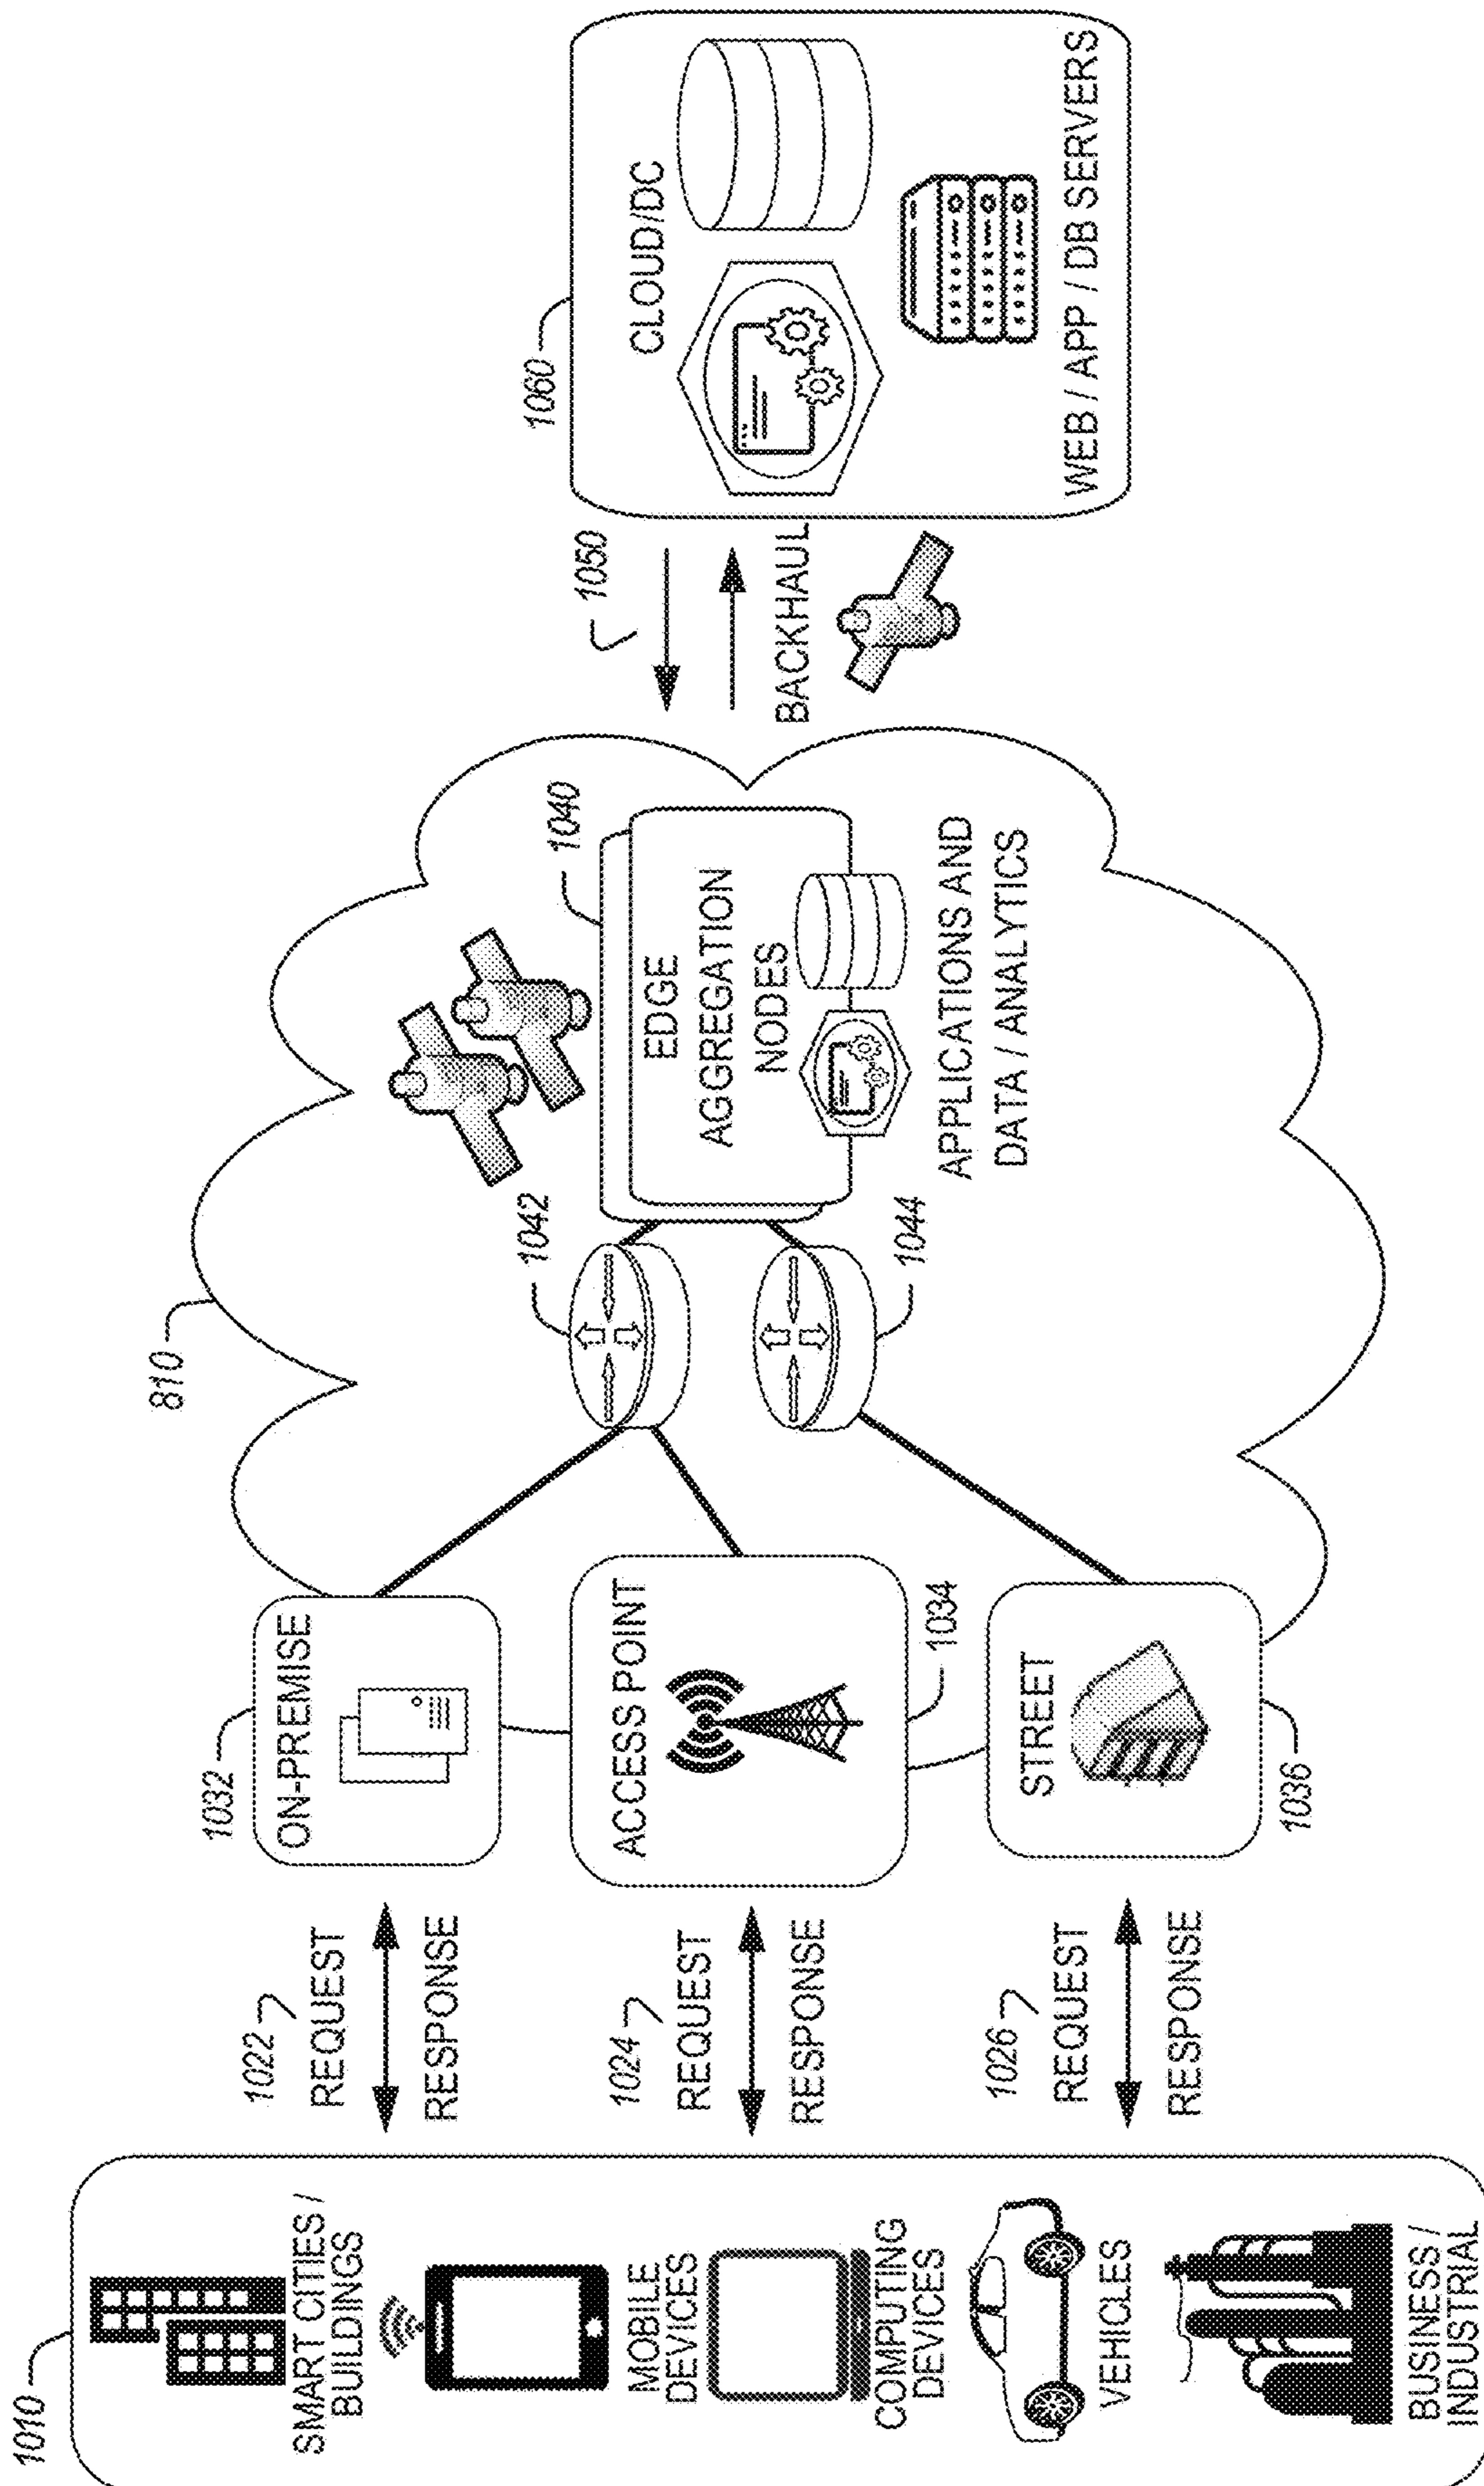 1010
SMART CITIES /
BUILDINGS
MOBILE
DEVICES
COMPUTING
DEVICES
VEHICLES
BUSINESS /
INDUSTRIAL
1022
REQUEST
RESPONSE
1024
REQUEST
RESPONSE
1026
REQUEST
RESPONSE
1032
ON-PREMISE
ACCESS POINT
1034
STREET
1036
810
1042
1044
1040
EDGE
AGGREGATION
NODES
APPLICATIONS AND
DATA / ANALYTICS
1050
BACKHAUL
1060
CLOUD/DC
WEB / APP / DB SERVERS